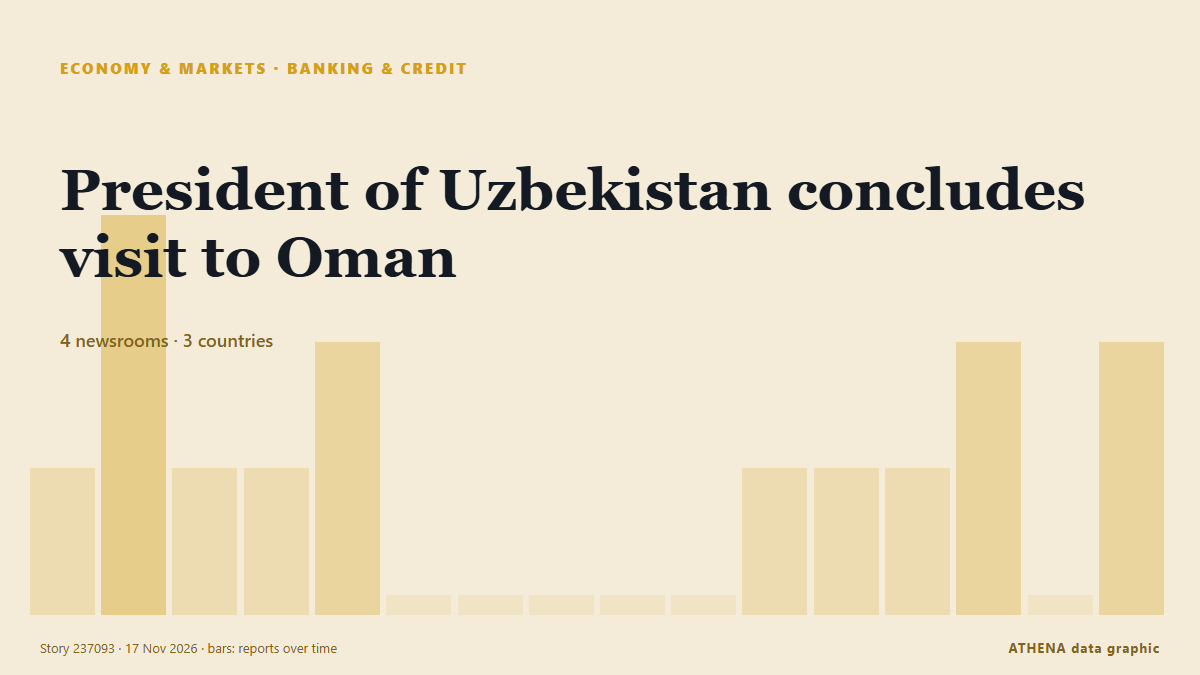 ECONOMY & MARKETS · BANKING & CREDIT
President of Uzbekistan concludes
visit to Oman
4 newsrooms · 3 countries
Story 237093 · 17 Nov 2026 · bars: reports over time
ATHENA data graphic